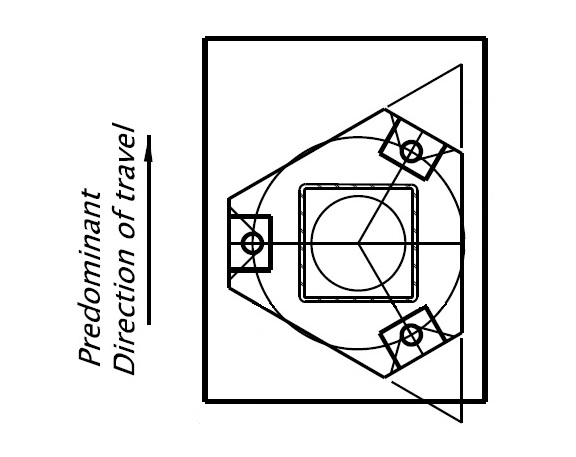 Predominant
Direction of travel